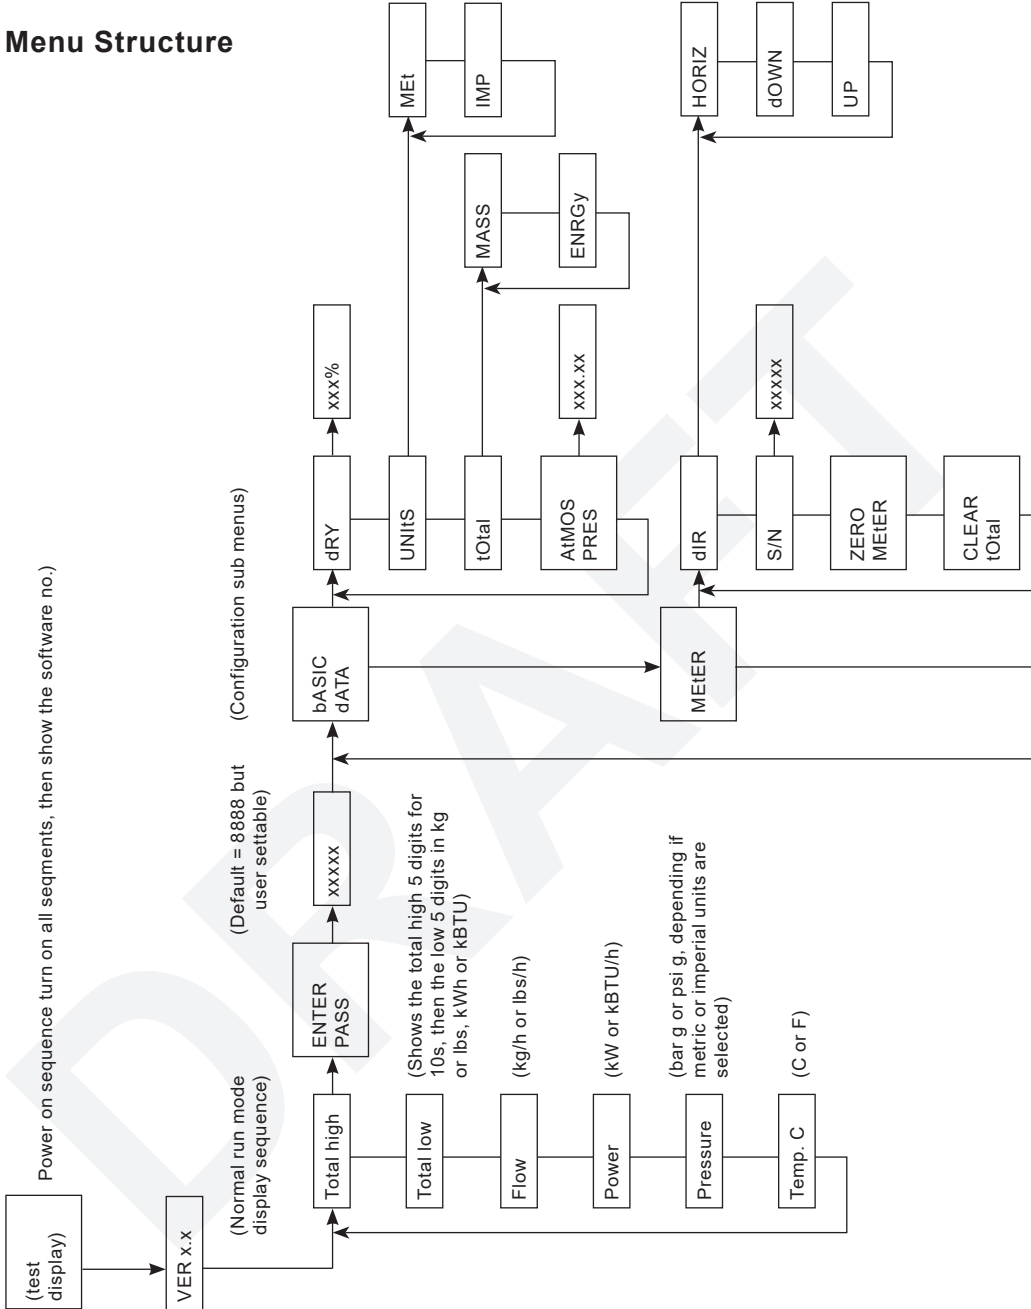 Menu Structure
Power on sequence turn on all seqments, then show the software no.)
(test
display)
VER x.x
(Normal run mode
display sequence)
Total high
Total low
Flow
Power
Pressure
Temp. C
(Shows the total high 5 digits for
10s, then the low 5 digits in kg
or lbs, kWh or kBTU)
(kg/h or lbs/h)
(kW or kBTU/h)
(bar g or psi g, depending if
metric or imperial units are
selected)
(C or F)
ENTER
PASS
(Default = 8888 but
user settable)
xxxxx
(Configuration sub menus)
bASIC
dATA
dRY
xxx%
UNItS
MEt
IMP
tOtal
MASS
ENRGy
AtMOS
PRES
xxx.xx
MEtER
dIR
HORIZ
dOWN
UP
S/N
xxxxx
ZERO
MEtER
CLEAR
tOtal
DRAFT